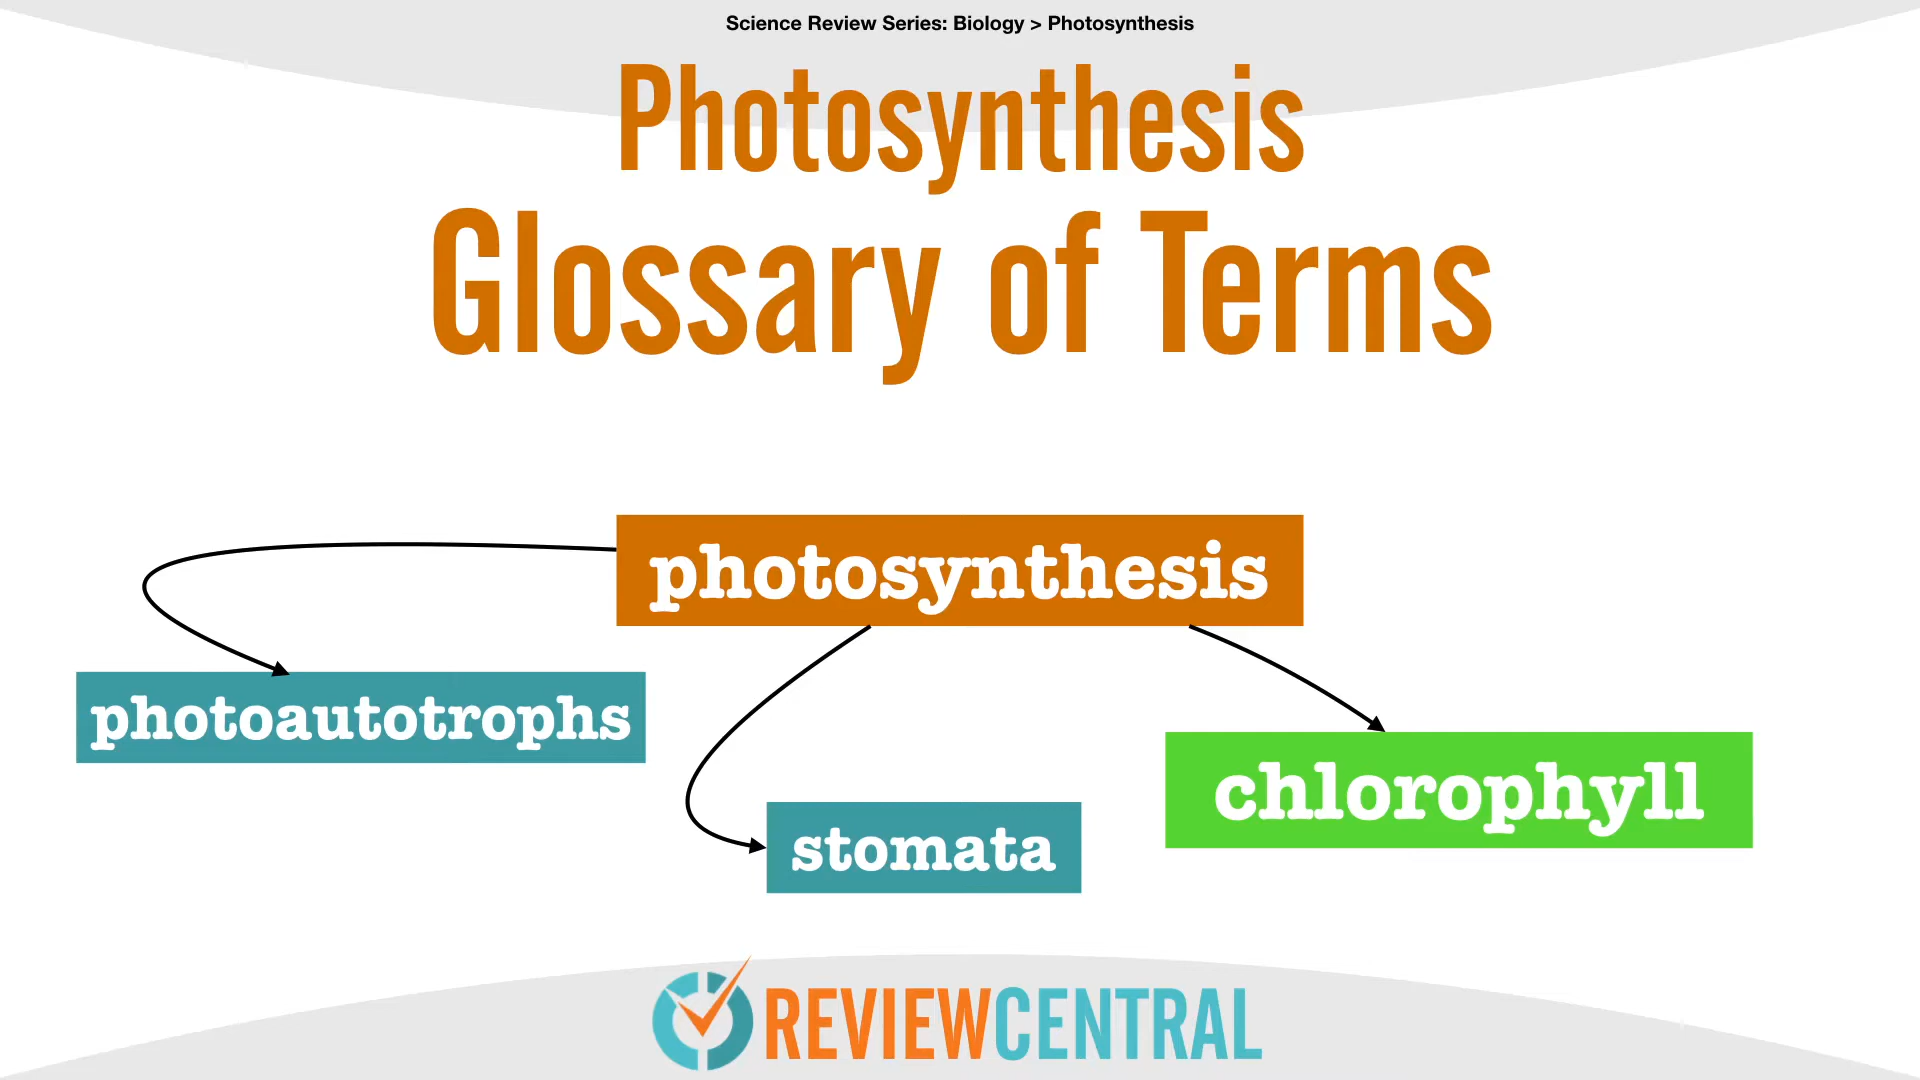 Science Review Series: Biology > Photosynthesis
Photosynthesis
Glossary of Terms
photosynthesis
photoautotrophs
chlorophyll
stomata
REVIEWCENTRAL